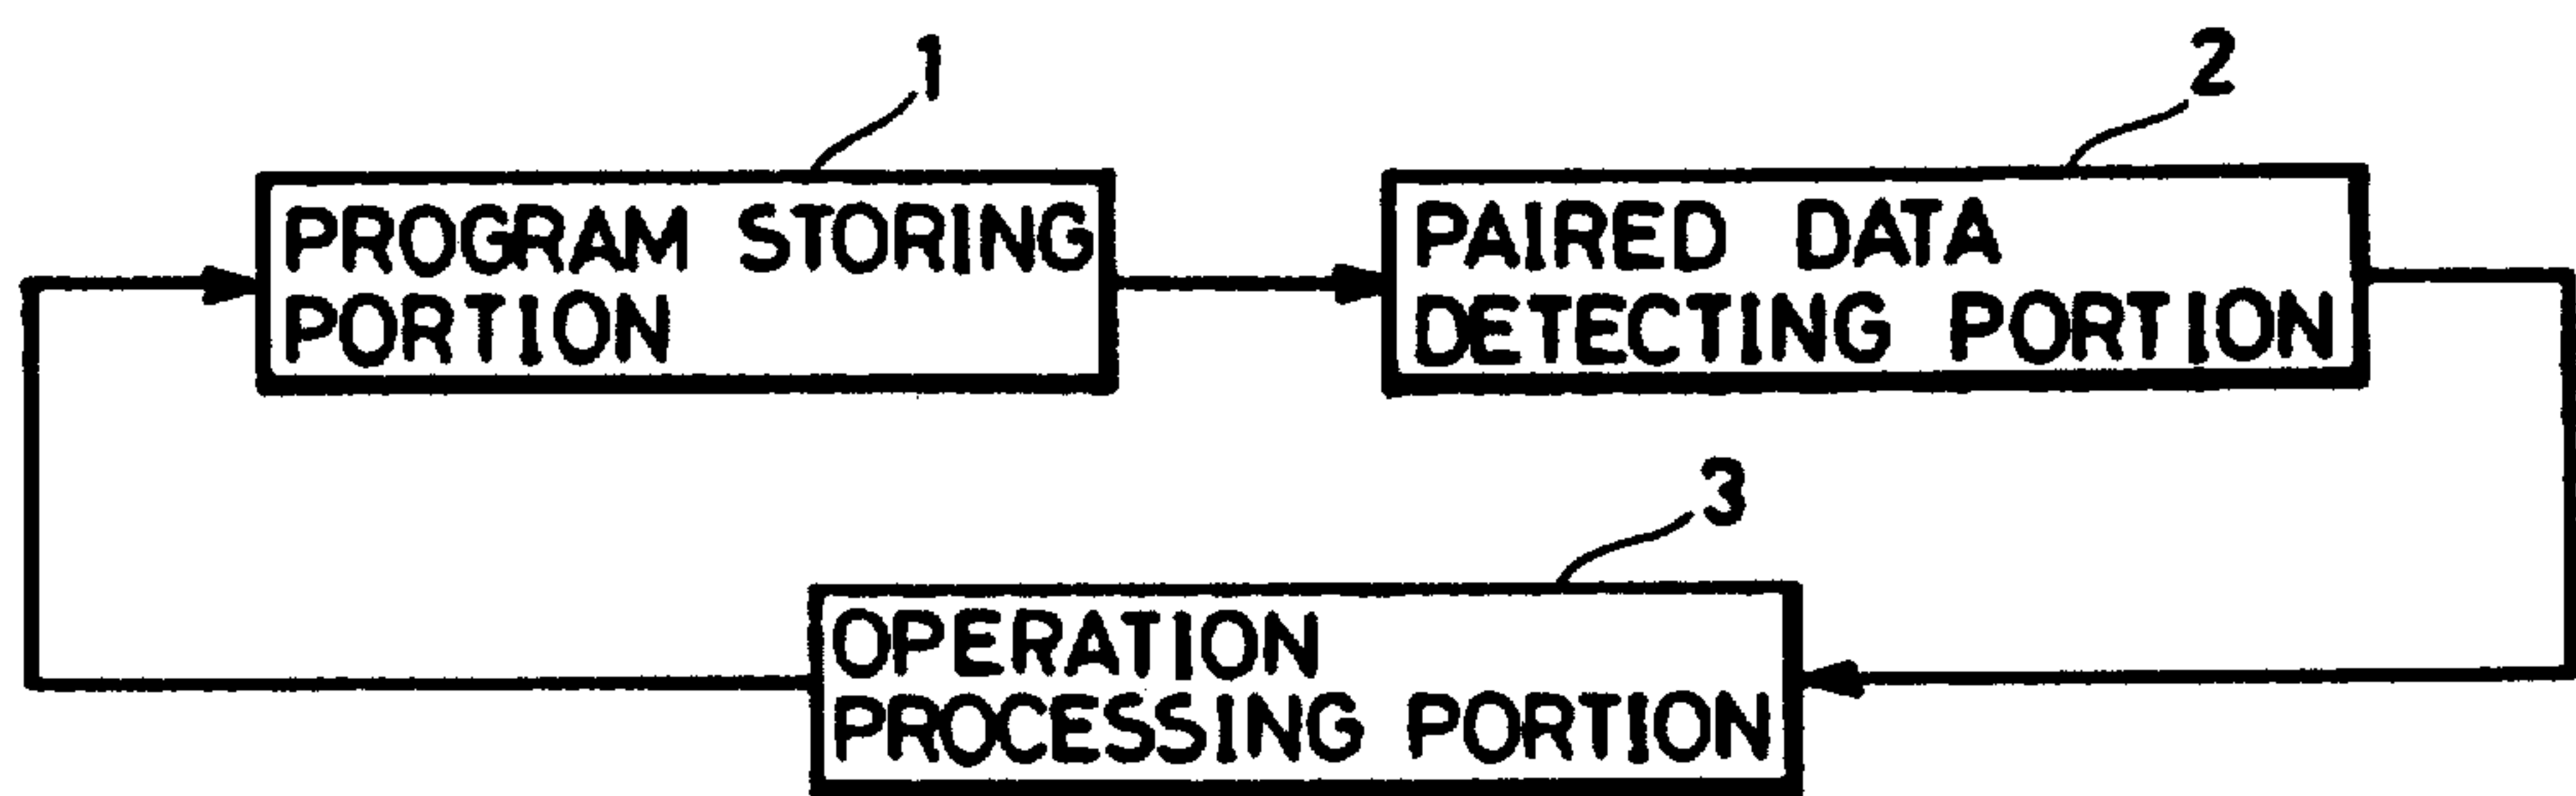 1
2
PROGRAM STORING
PORTION
PAIRED DATA
DETECTING PORTION
3
OPERATION
PROCESSING PORTION